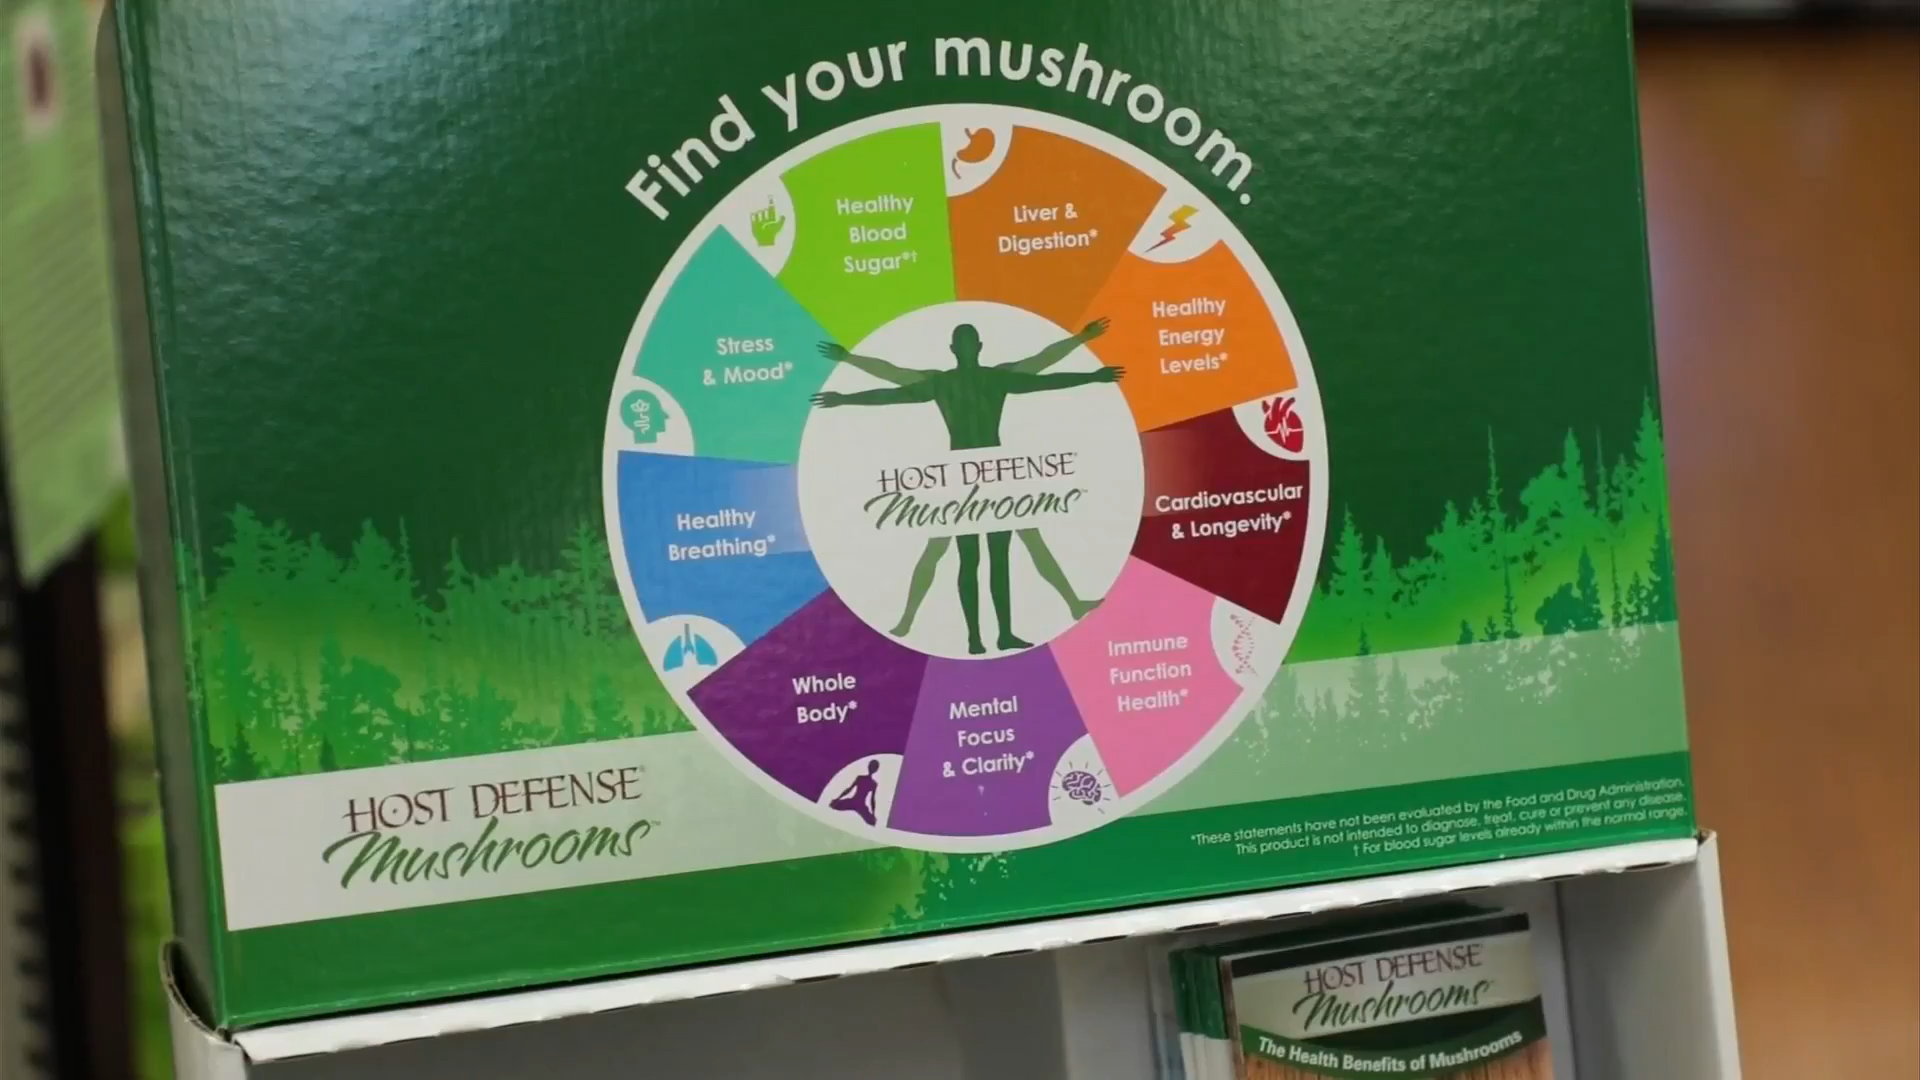 Find your mushroom.
Healthy
Blood
Sugar*†
Liver &
Digestion*
Healthy
Energy
Levels*
Stress
& Mood*
Cardiovascular
& Longevity*
Healthy
Breathing*
HOST DEFENSE®
Mushrooms™
Immune
Function
Health*
Whole
Body*
Mental
Focus
& Clarity*
HOST DEFENSE®
Mushrooms™
*These statements have not been evaluated by the Food and Drug Administration.
This product is not intended to diagnose, treat, cure or prevent any disease.
† For blood sugar levels already within the normal range.
HOST DEFENSE®
Mushrooms™
The Health Benefits of Mushrooms